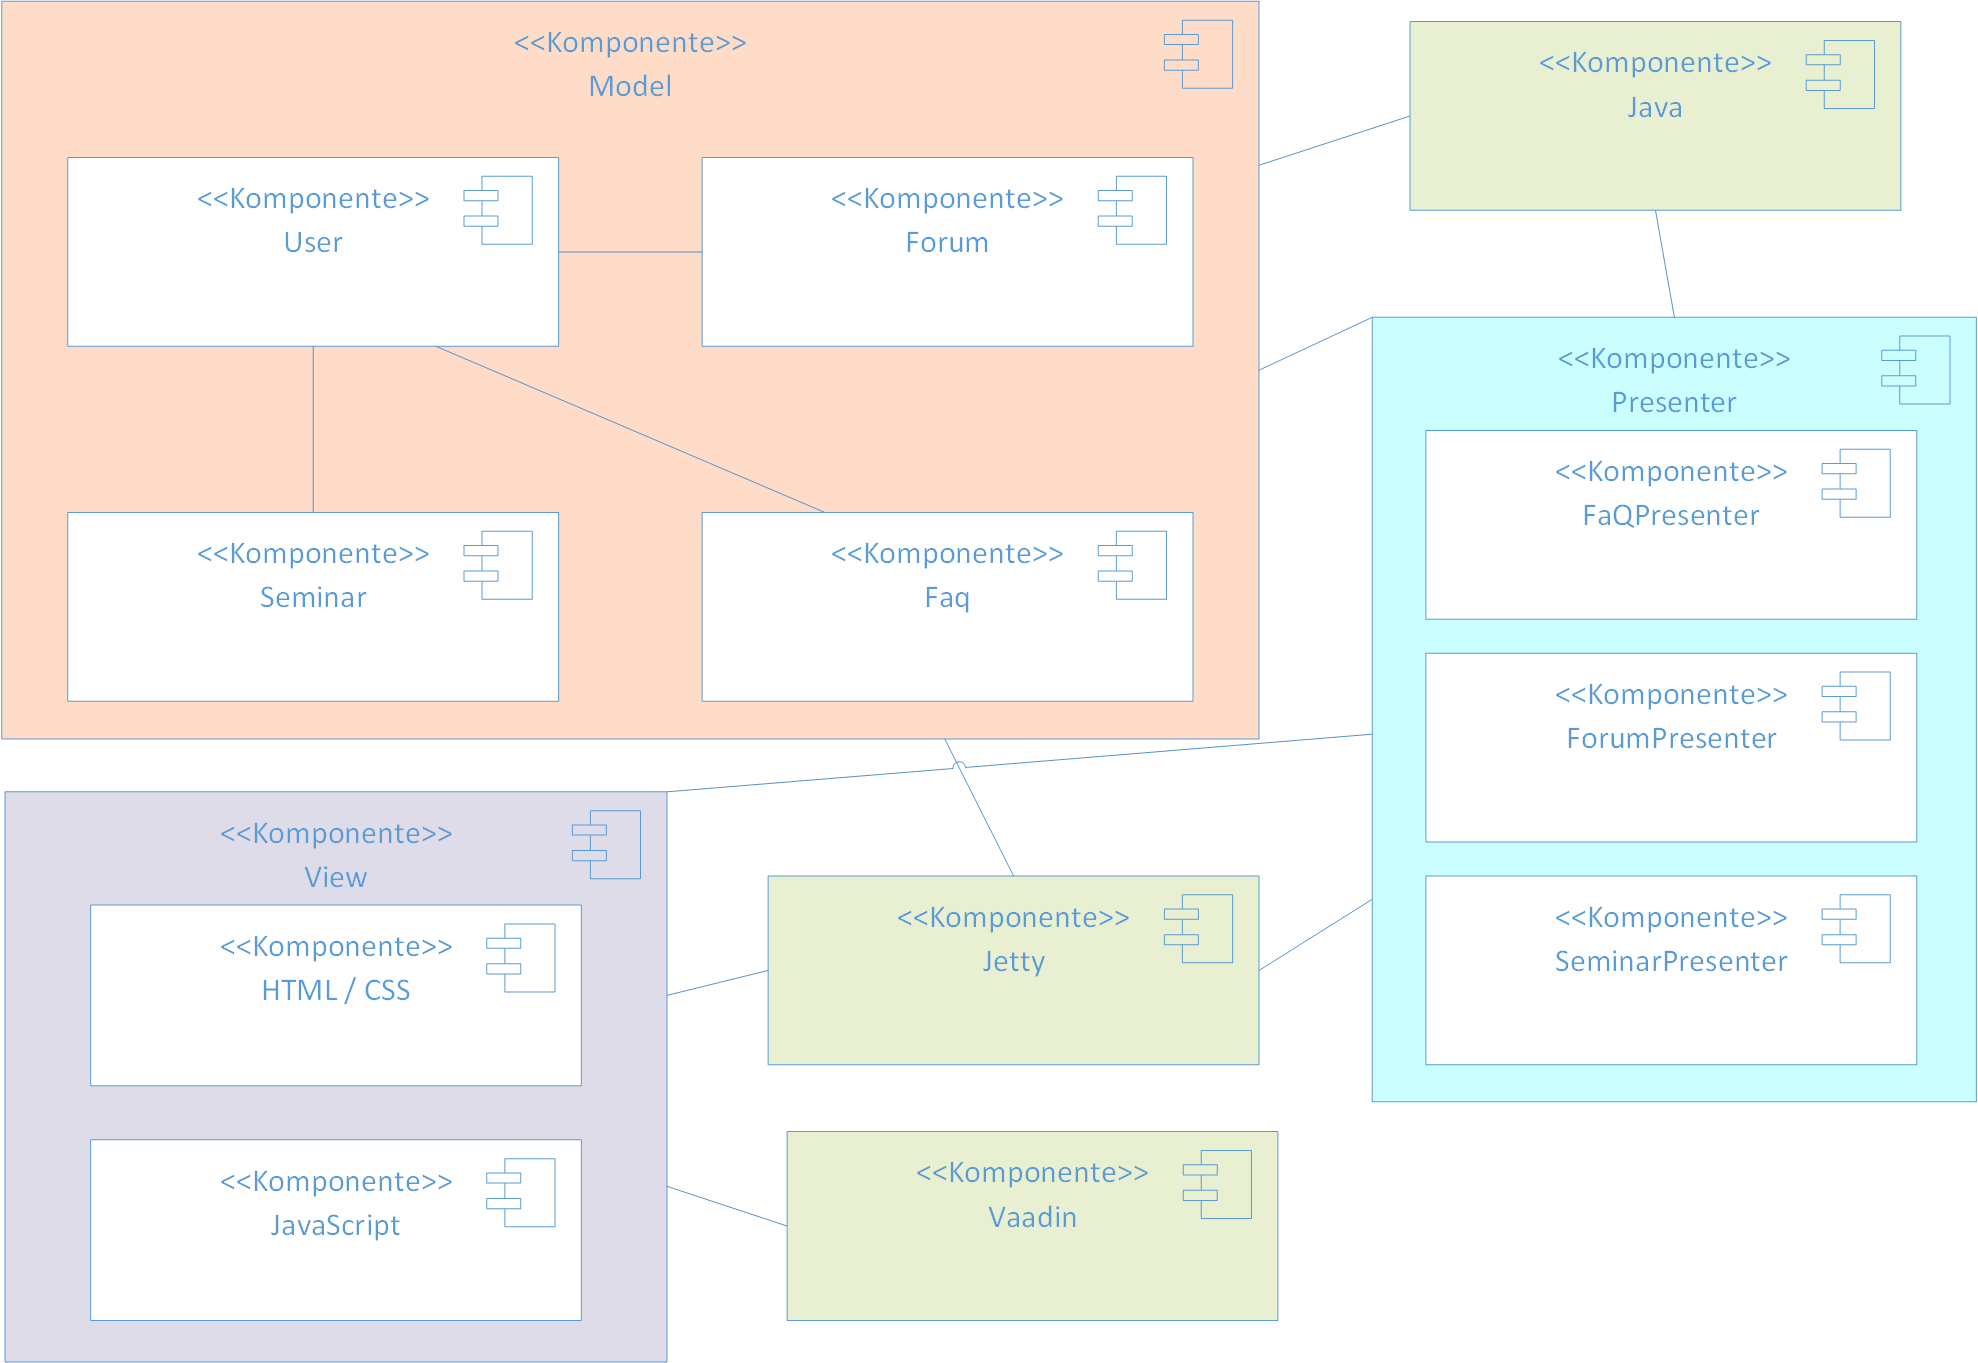 <<Komponente>>
Model
<<Komponente>>
User
<<Komponente>>
Forum
<<Komponente>>
Seminar
<<Komponente>>
Faq
<<Komponente>>
Java
<<Komponente>>
Presenter
<<Komponente>>
FaQPresenter
<<Komponente>>
ForumPresenter
<<Komponente>>
SeminarPresenter
<<Komponente>>
View
<<Komponente>>
HTML / CSS
<<Komponente>>
JavaScript
<<Komponente>>
Jetty
<<Komponente>>
Vaadin